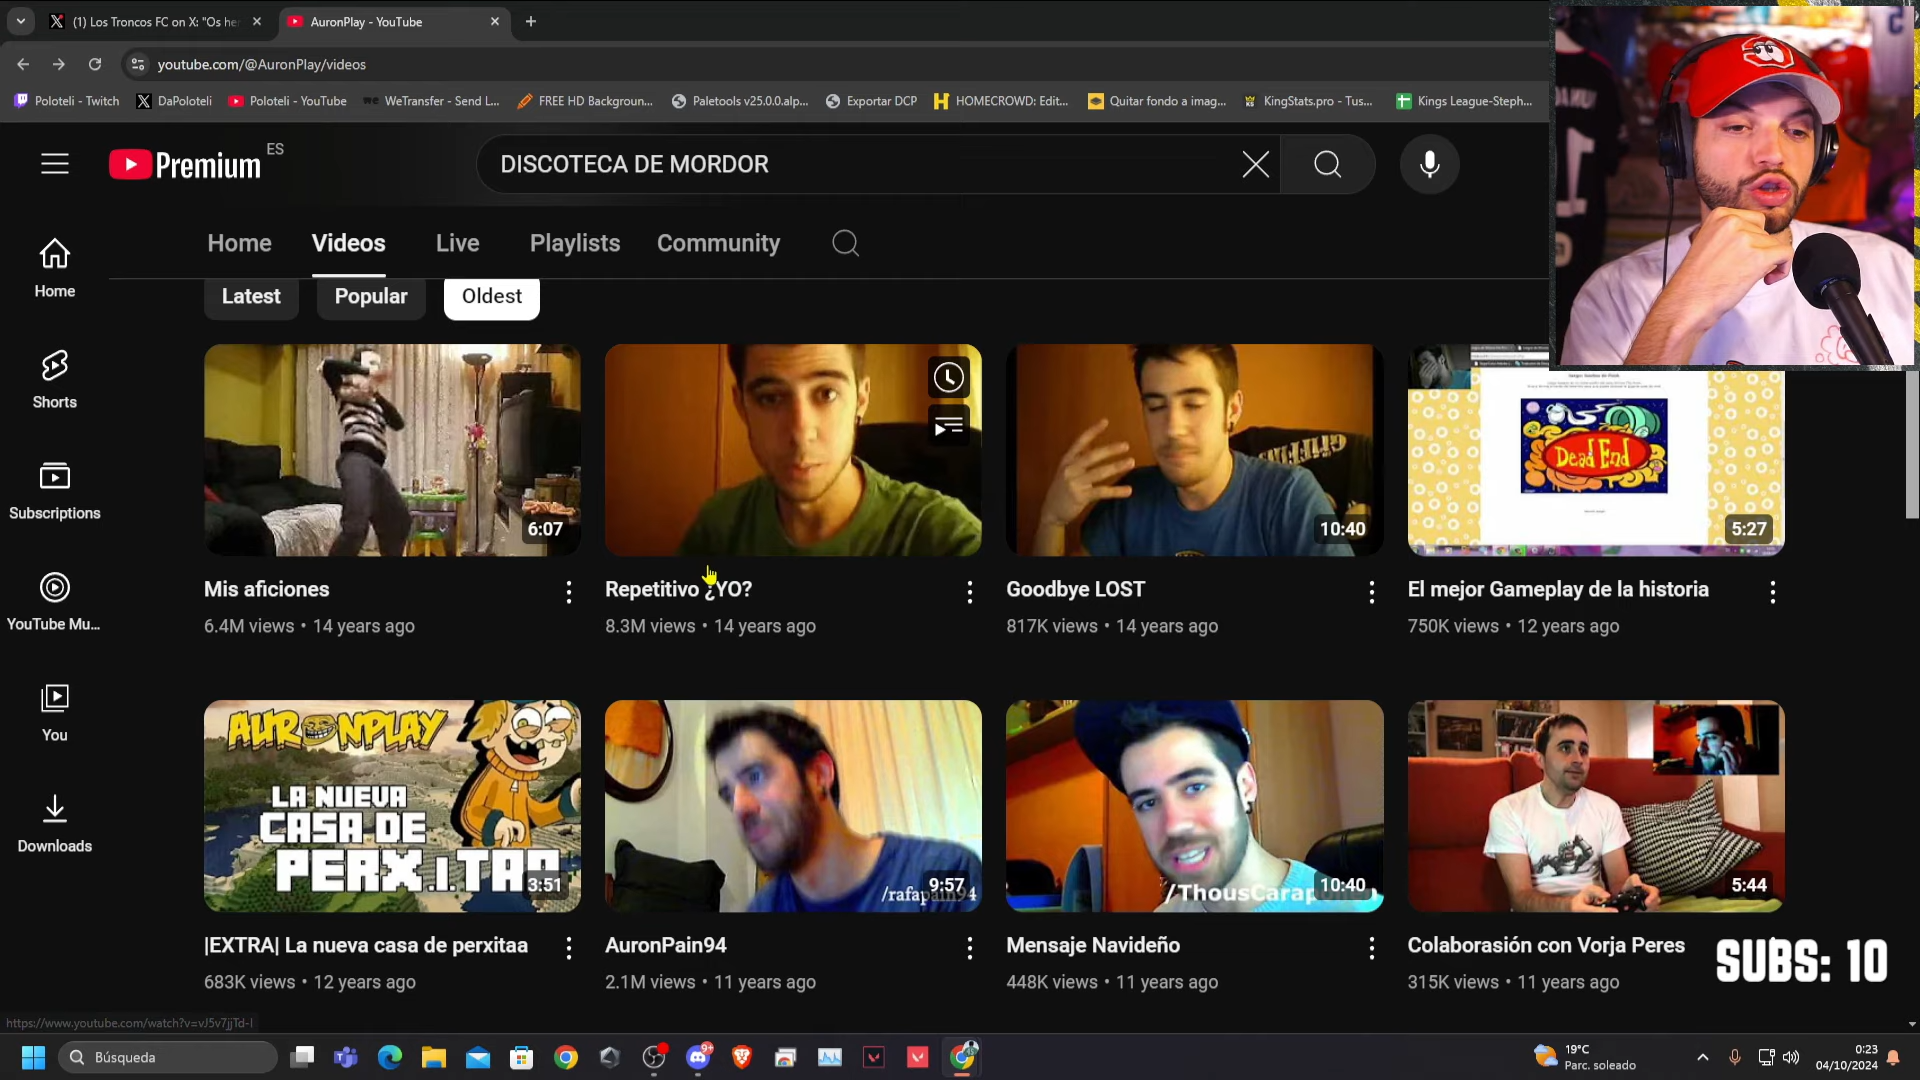 (1) Los Troncos FC on X: "Os he
AuronPlay - YouTube
youtube.com/@AuronPlay/videos
Poloteli - Twitch
DaPoloteli
Poloteli - YouTube
WeTransfer - Send L...
FREE HD Backgroun...
Paletools v25.0.0.alp...
Exportar DCP
HOMECROWD: Edit...
Quitar fondo a imag...
KingStats.pro - Tus...
Kings League-Steph...
Premium
ES
DISCOTECA DE MORDOR
Home
Videos
Live
Playlists
Community
Latest
Popular
Oldest
Home
Shorts
Subscriptions
YouTube Mu...
You
Downloads
6:07
10:40
Dead End
5:27
Mis aficiones
6.4M views • 14 years ago
Repetitivo ¿YO?
8.3M views • 14 years ago
Goodbye LOST
817K views • 14 years ago
El mejor Gameplay de la historia
750K views • 12 years ago
AURONPLAY
LA NUEVA
CASA DE
PERX.I.TAA
3:51
/rafapain94
9:57
/ThousCarap
10:40
5:44
|EXTRA| La nueva casa de perxitaa
683K views • 12 years ago
AuronPain94
2.1M views • 11 years ago
Mensaje Navideño
448K views • 11 years ago
Colaborasión con Vorja Peres
315K views • 11 years ago
SUBS: 10
https://www.youtube.com/watch?v=vJ5v7jjTd-I
Búsqueda
9+
19°C
Parc. soleado
0:23
04/10/2024